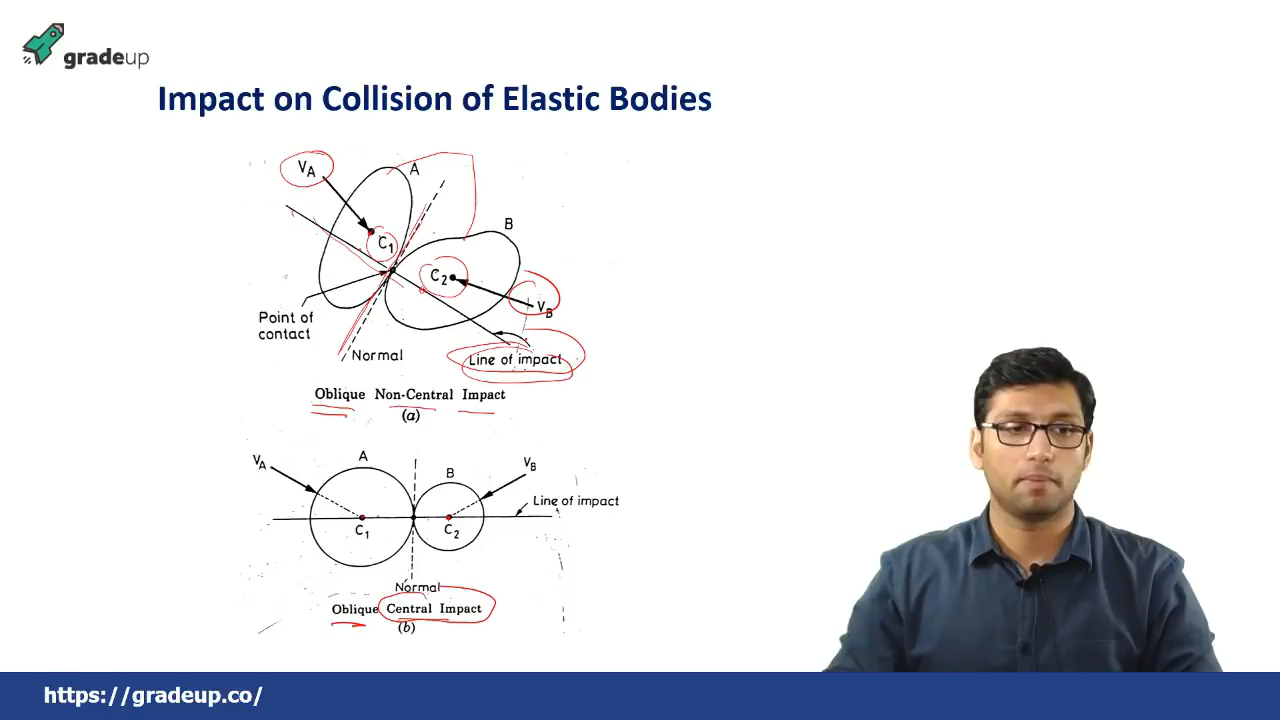 gradeup
Impact on Collision of Elastic Bodies
VA
A
B
C1
C2
VB
Point of
contact
Normal
Line of impact
Oblique Non-Central Impact
(a)
VA
A
B
VB
Line of impact
C1
C2
Normal
Oblique Central Impact
(b)
https://gradeup.co/